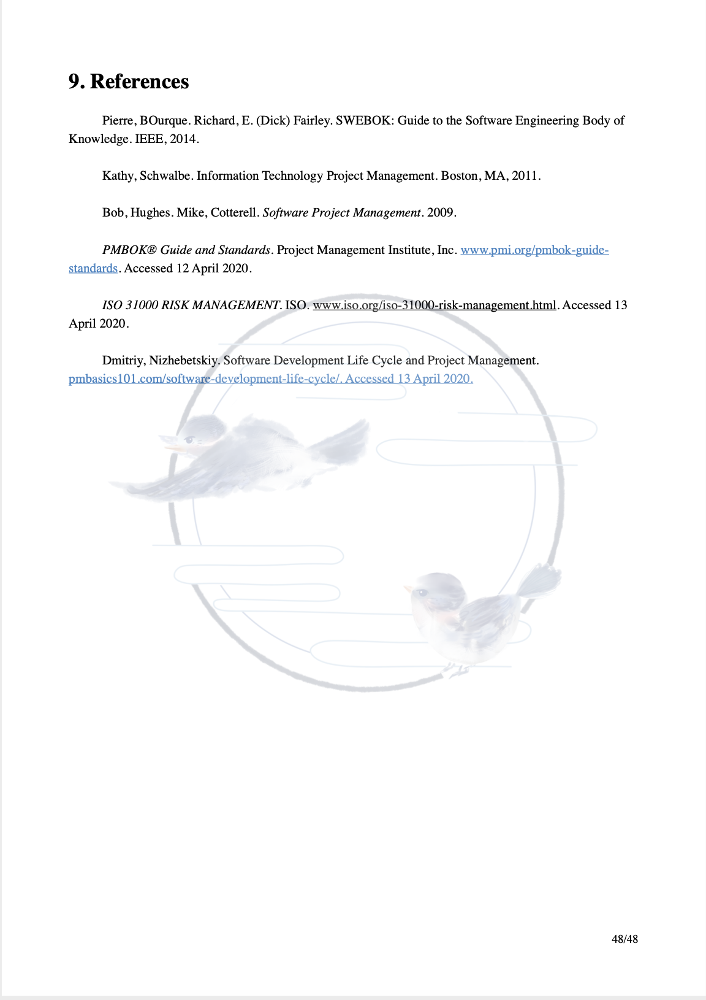 9. References
Pierre, BOurque. Richard, E. (Dick) Fairley. SWEBOK: Guide to the Software Engineering Body of
Knowledge. IEEE, 2014.
Kathy, Schwalbe. Information Technology Project Management. Boston, MA, 2011.
Bob, Hughes. Mike, Cotterell. Software Project Management. 2009.
PMBOK® Guide and Standards. Project Management Institute, Inc. www.pmi.org/pmbok-guide-
standards. Accessed 12 April 2020.
ISO 31000 RISK MANAGEMENT. ISO. www.iso.org/iso-31000-risk-management.html. Accessed 13
April 2020.
Dmitriy, Nizhebetskiy. Software Development Life Cycle and Project Management.
pmbasics101.com/software-development-life-cycle/. Accessed 13 April 2020.
48/48